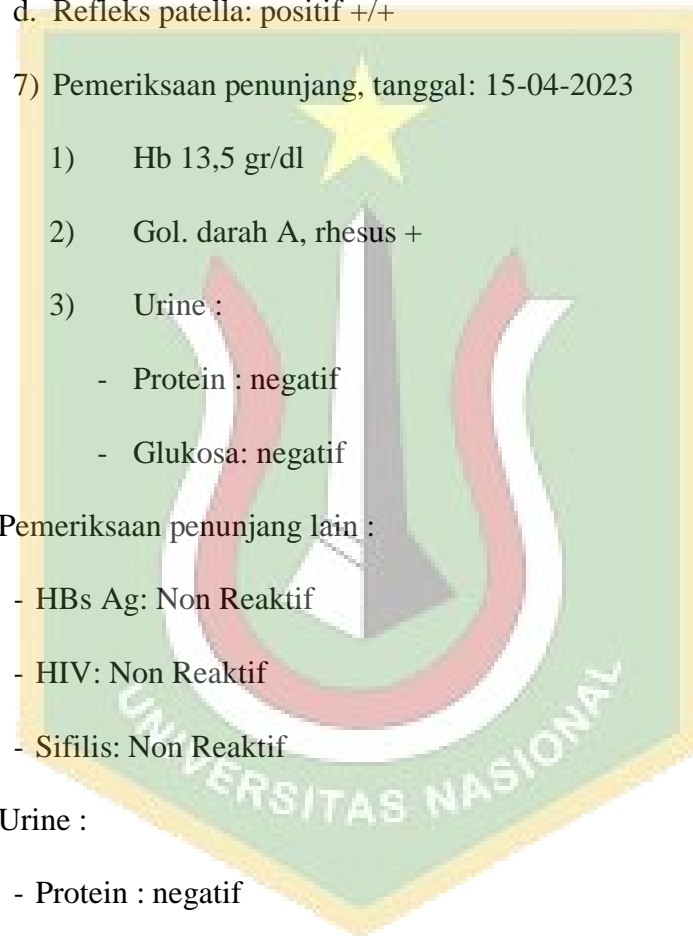 d. Refleks patella: positif +/+
7) Pemeriksaan penunjang, tanggal: 15-04-2023
1) Hb 13,5 gr/dl
2) Gol. darah A, rhesus +
3) Urine :
- Protein : negatif
- Glukosa: negatif
Pemeriksaan penunjang lain :
- HBs Ag: Non Reaktif
- HIV: Non Reaktif
- Sifilis: Non Reaktif
UNIVERSITAS NASIONAL
Urine :
- Protein : negatif